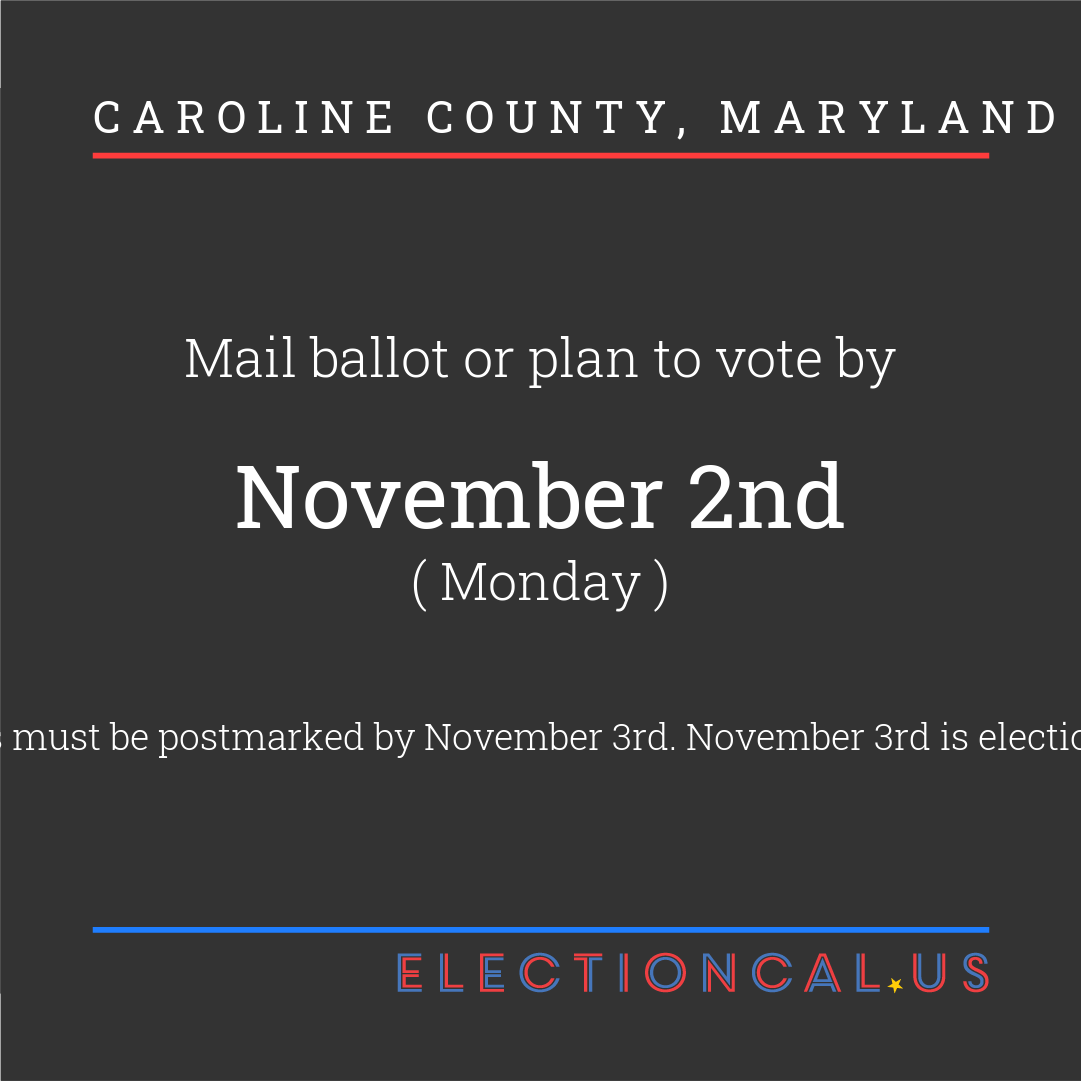 CAROLINE COUNTY, MARYLAND
Mail ballot or plan to vote by
November 2nd
( Monday )
must be postmarked by November 3rd. November 3rd is
ELECTIONCAL.US